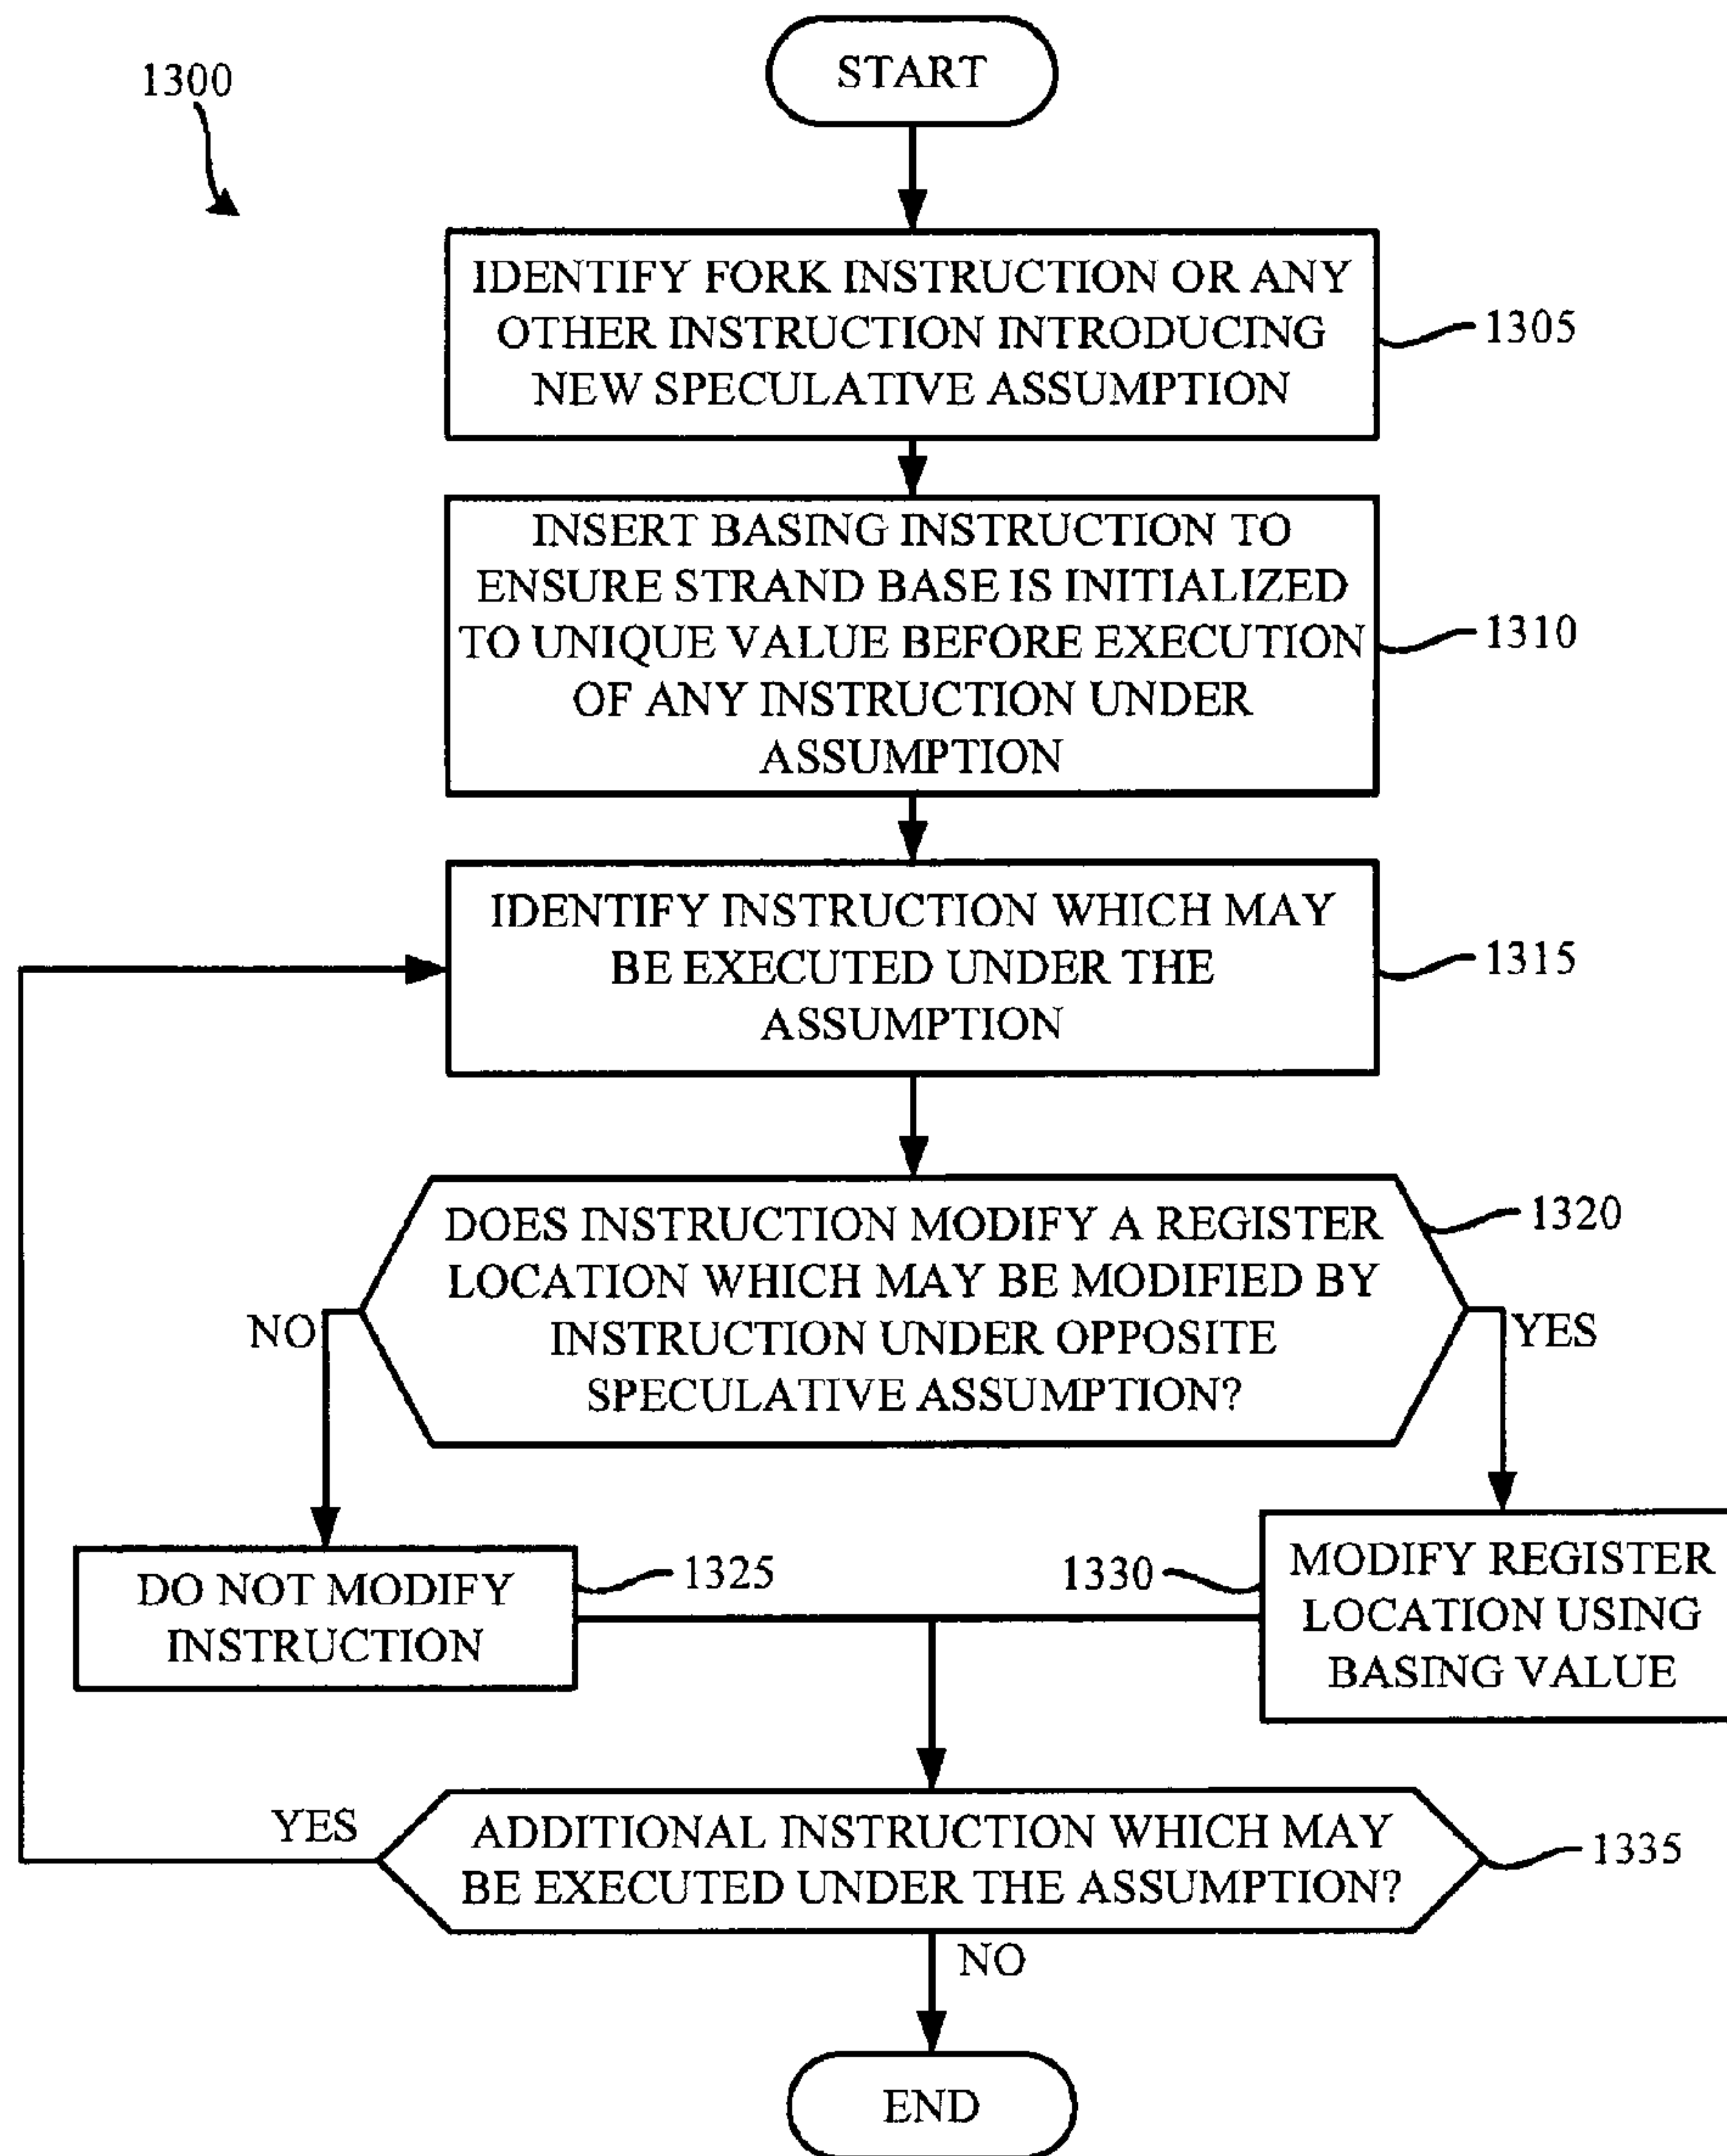 1300
START
IDENTIFY FORK INSTRUCTION OR ANY
OTHER INSTRUCTION INTRODUCING
NEW SPECULATIVE ASSUMPTION
1305
INSERT BASING INSTRUCTION TO
ENSURE STRAND BASE IS INITIALIZED
TO UNIQUE VALUE BEFORE EXECUTION
OF ANY INSTRUCTION UNDER
ASSUMPTION
1310
IDENTIFY INSTRUCTION WHICH MAY
BE EXECUTED UNDER THE
ASSUMPTION
1315
DOES INSTRUCTION MODIFY A REGISTER
LOCATION WHICH MAY BE MODIFIED BY
INSTRUCTION UNDER OPPOSITE
SPECULATIVE ASSUMPTION?
1320
NO
YES
DO NOT MODIFY
INSTRUCTION
1325
1330
MODIFY REGISTER
LOCATION USING
BASING VALUE
YES
ADDITIONAL INSTRUCTION WHICH MAY
BE EXECUTED UNDER THE ASSUMPTION?
1335
NO
END